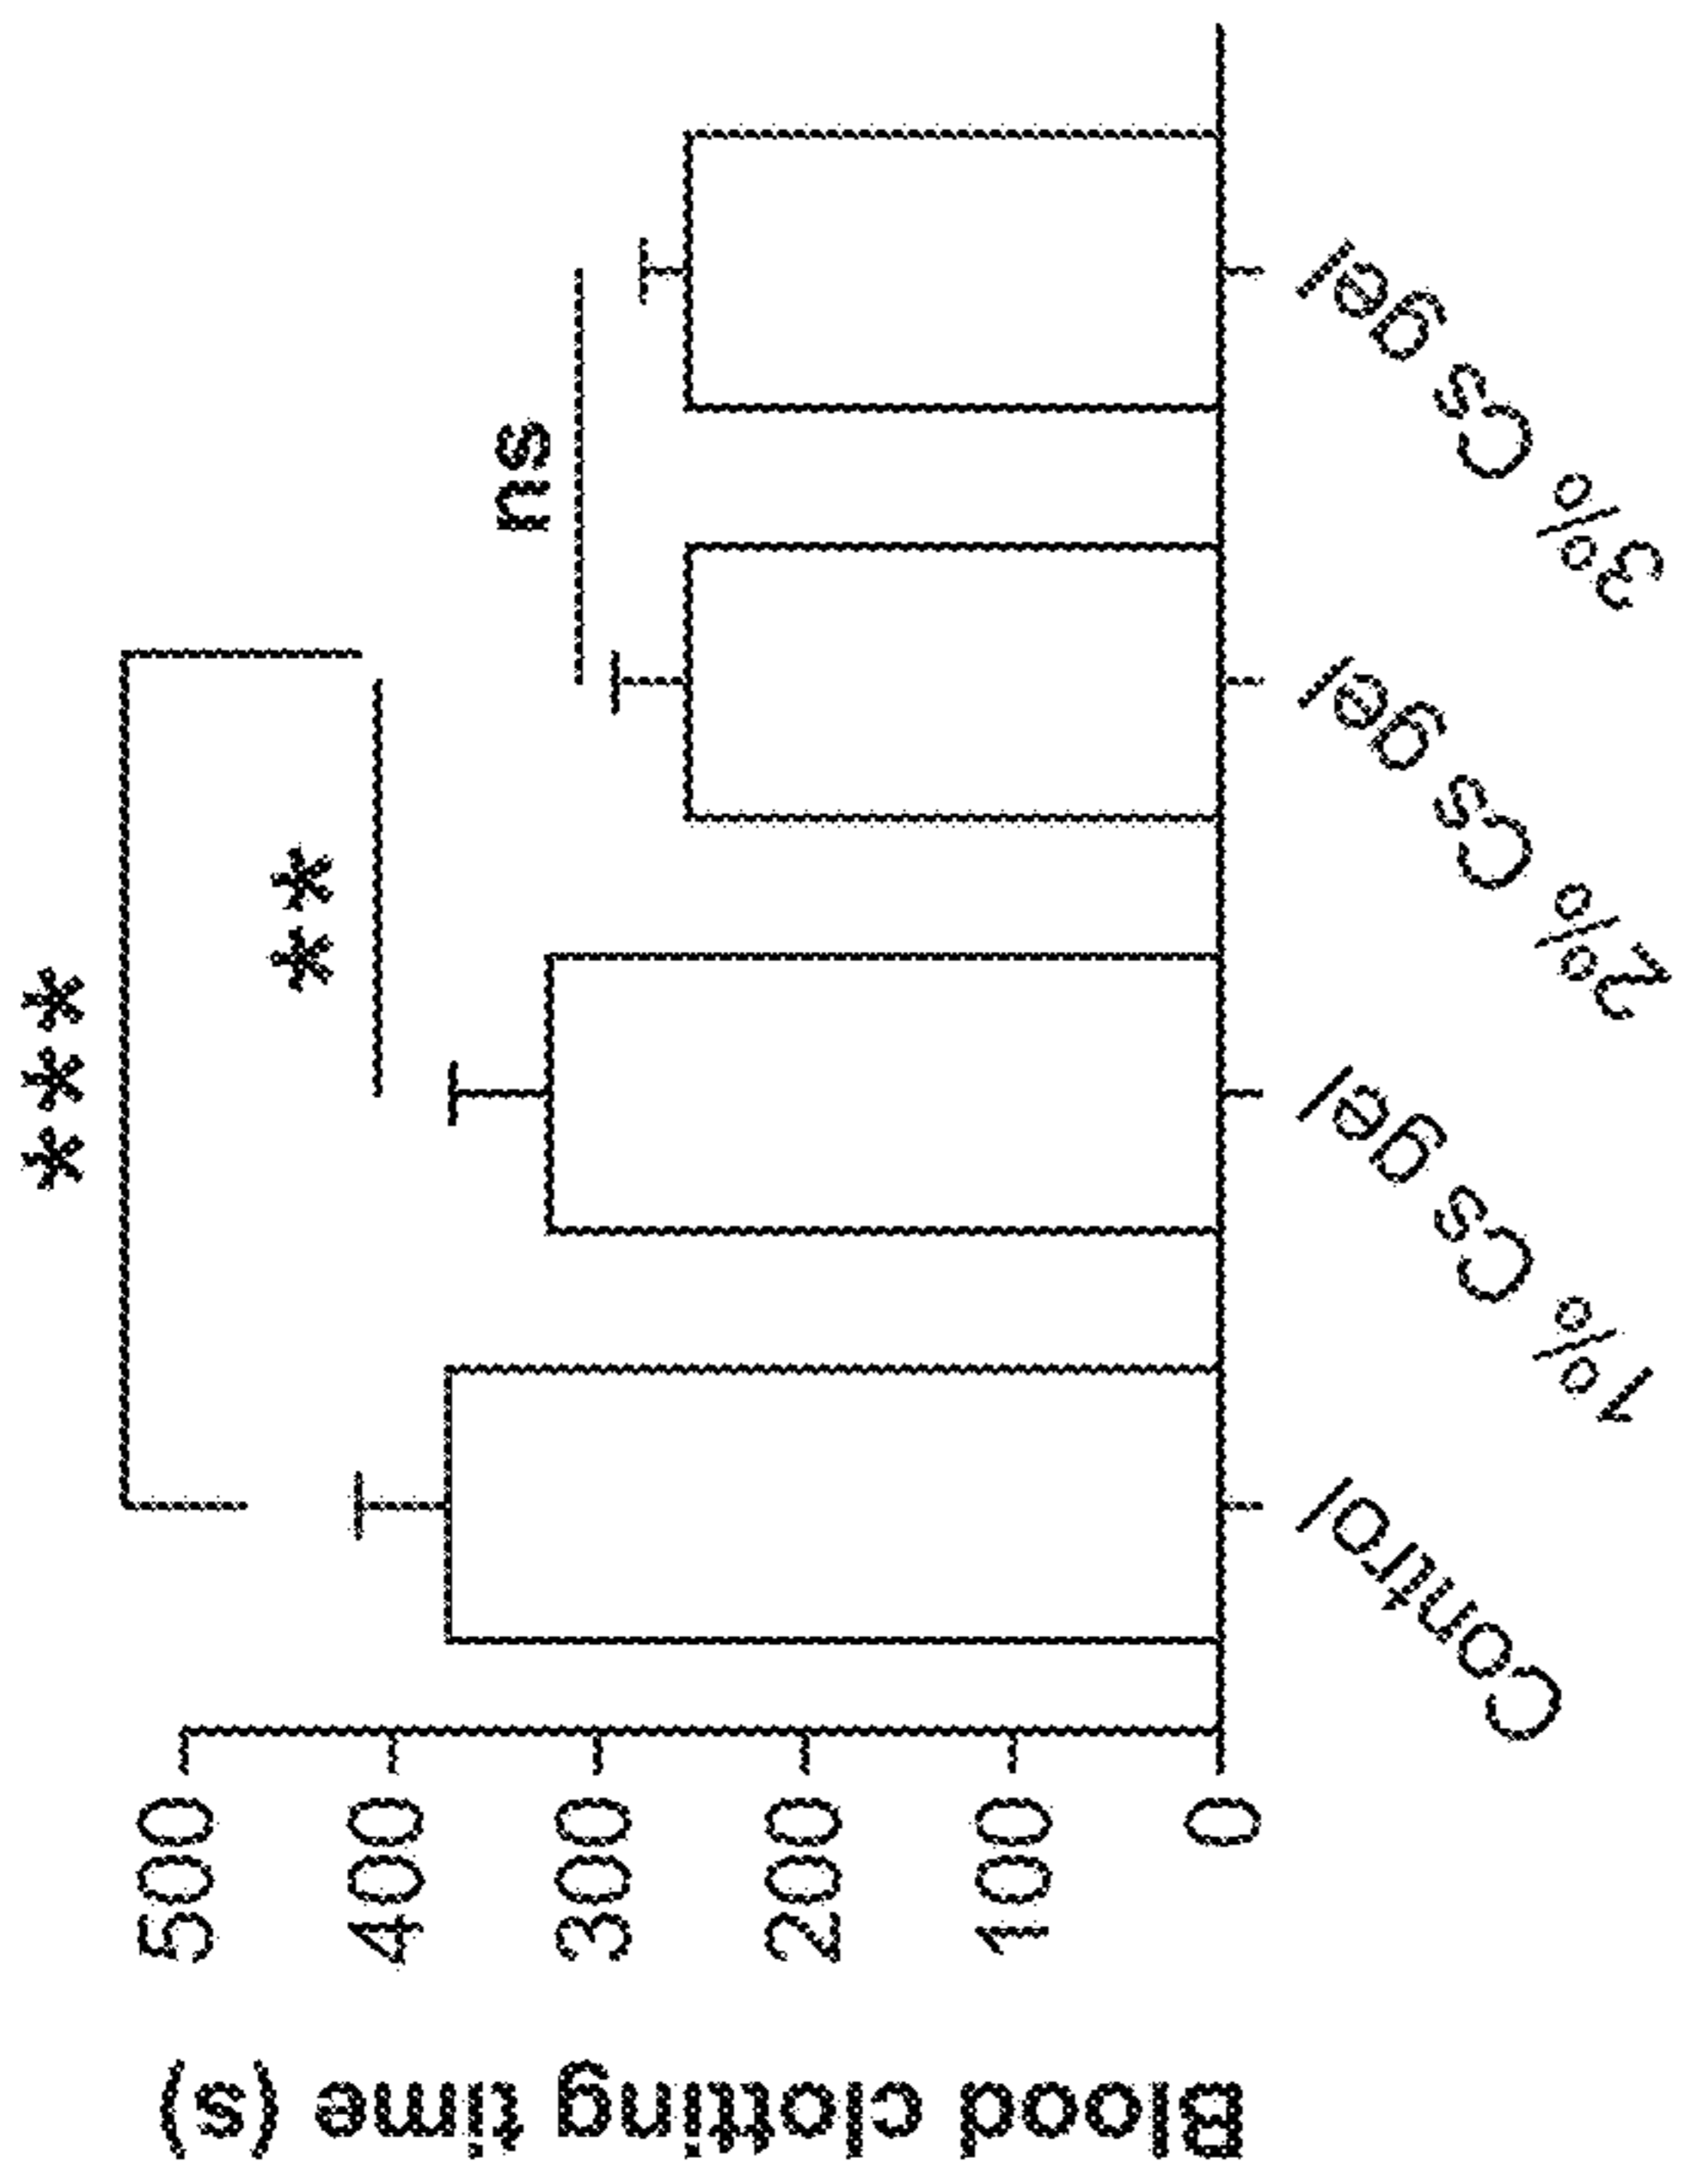 Blood clotting time (s)
500
400
300
200
100
0
***
**
ns
Control
1% Cs gel
2% Cs gel
3% Cs gel